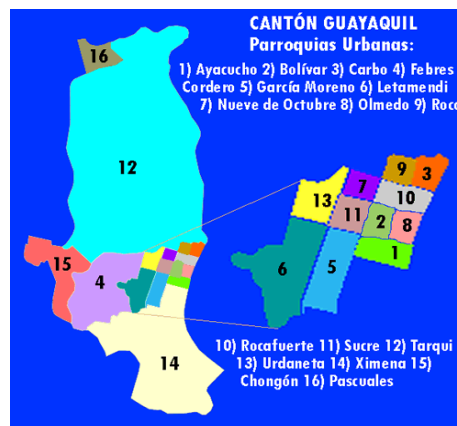 CANTÓN GUAYAQUIL
Parroquias Urbanas:
1) Ayacucho 2) Bolívar 3) Carbo 4) Febres
Cordero 5) García Moreno 6) Letamendi
7) Nueve de Octubre 8) Olmedo 9) Roca
16
12
15
4
14
9
3
7
10
13
11
2
8
1
6
5
10) Rocafuerte 11) Sucre 12) Tarqui
13) Urdaneta 14) Ximena 15)
Chongón 16) Pascuales